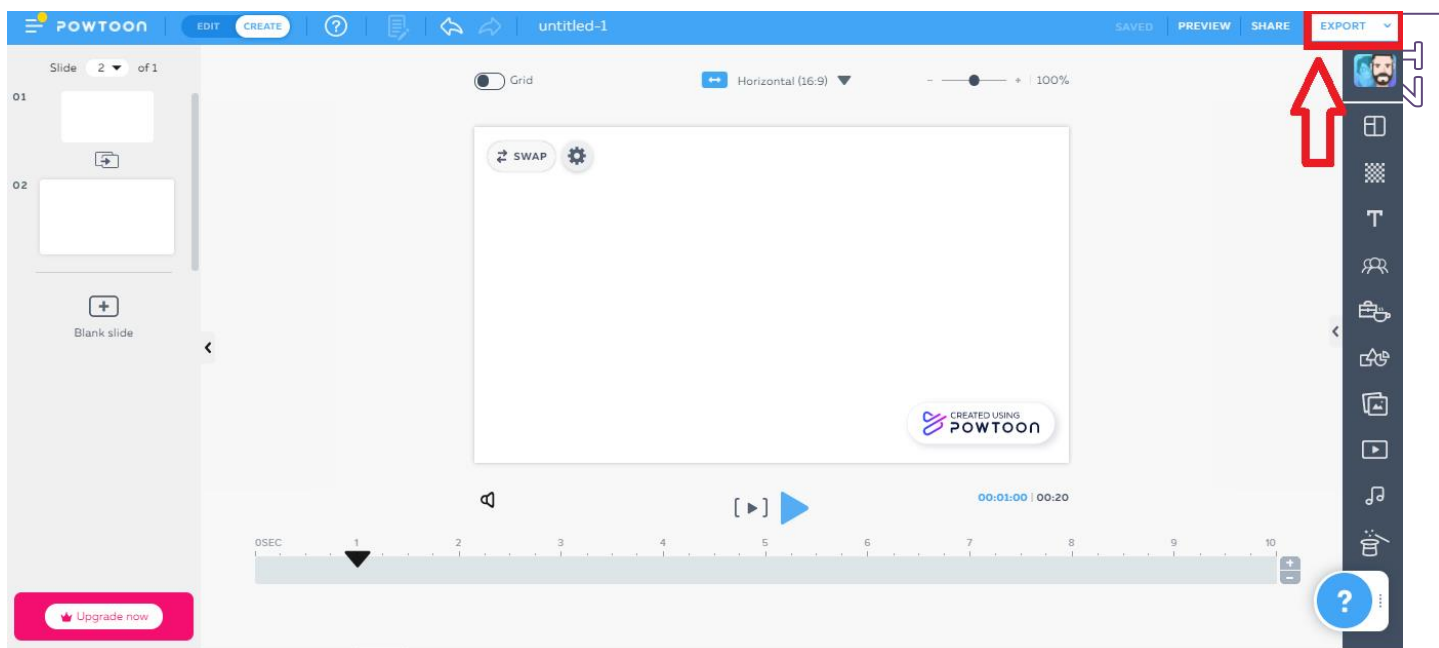 POWTOON EDIT CREATE ? untitled-1 SAVED PREVIEW SHARE EXPORT
Slide 2 of 1
Grid Horizontal (16:9) - + 100%
01
SWAP
T
02
Blank slide
CREATED USING
POWTOON
00:01:00 | 00:20
0SEC 1 2 3 4 5 6 7 8 9 10
+
-
Upgrade now
?